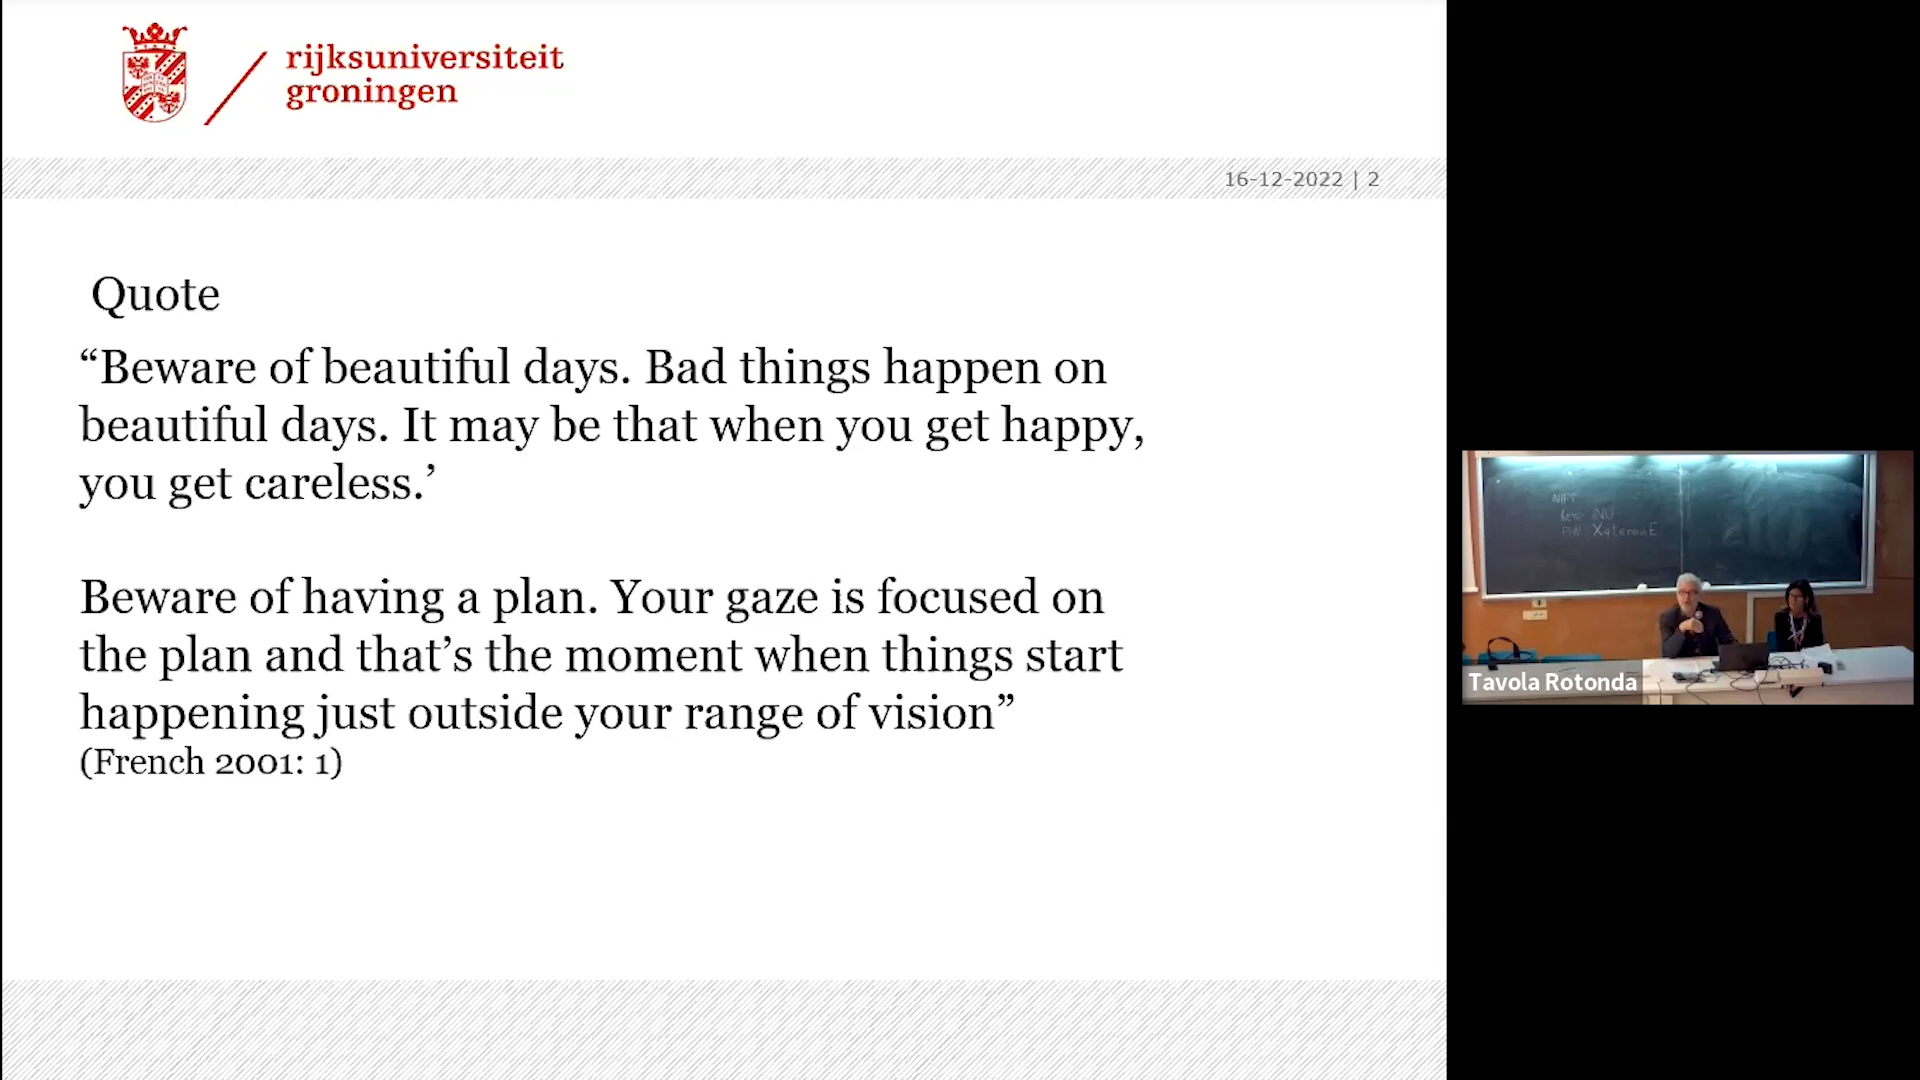 rijksuniversiteit
groningen
16-12-2022 | 2
Quote
“Beware of beautiful days. Bad things happen on
beautiful days. It may be that when you get happy,
you get careless.’
Beware of having a plan. Your gaze is focused on
the plan and that’s the moment when things start
happening just outside your range of vision”
(French 2001: 1)
Tavola Rotonda